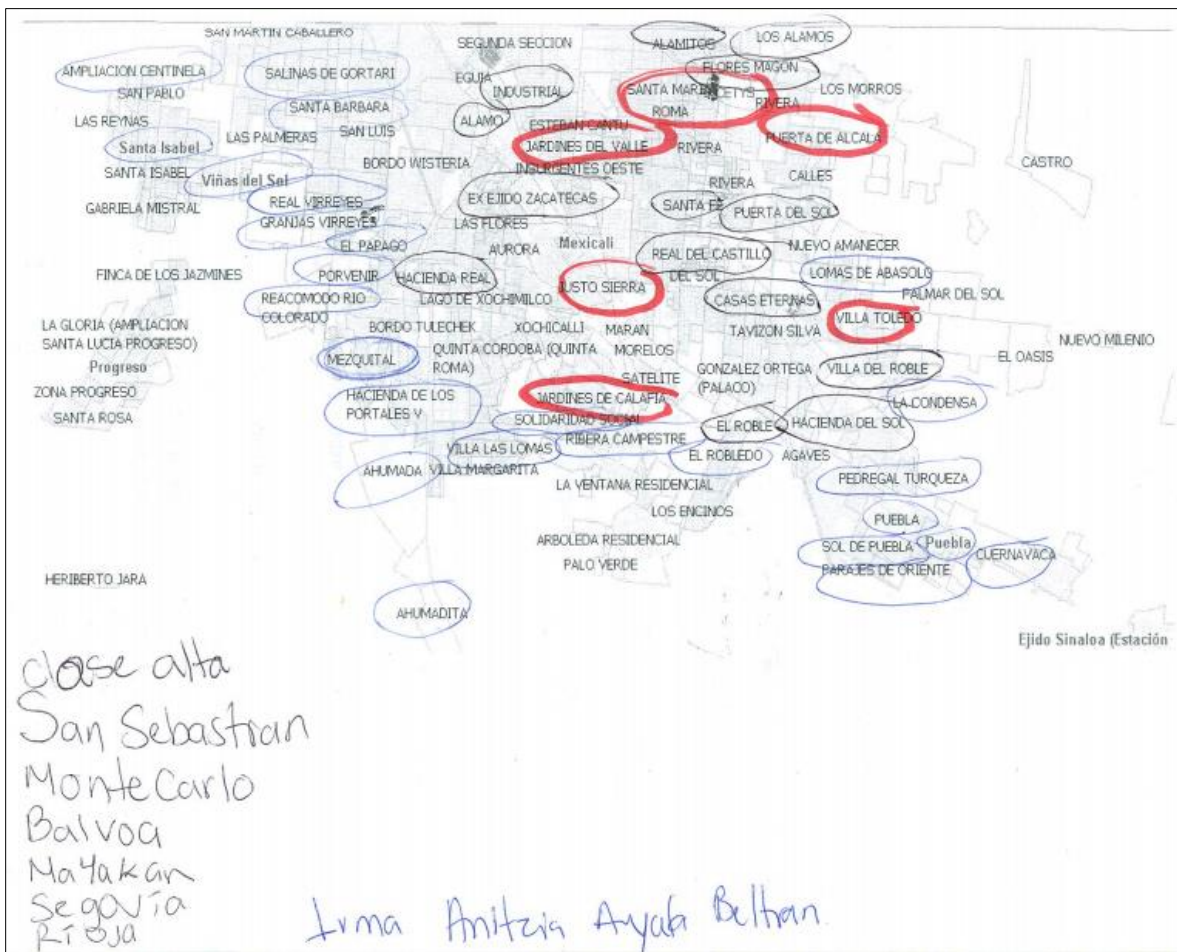 SAN MARTIN CABALLERO
SEGUNDA SECCION
ALAMITOS
LOS ALAMOS
AMPLIACION CENTINELA
SALINAS DE GORTARI
EGUIA
FLORES MAGON
SAN PABLO
INDUSTRIAL
SANTA MARIA
CETYS
LOS MORROS
SANTA BARBARA
ROMA
RIVERA
LAS REYNAS
LAS PALMERAS
SAN LUIS
ALAMO
ESTEBAN CANTU
PUERTA DE ALCALA
Santa Isabel
JARDINES DEL VALLE
RIVERA
BORDO WISTERIA
INSURGENTES OESTE
CASTRO
SANTA ISABEL
Viñas del Sol
RIVERA
CALLES
GABRIELA MISTRAL
REAL VIRREYES
EX EJIDO ZACATECAS
SANTA FE
PUERTA DEL SOL
GRANJAS VIRREYES
LAS FLORES
EL PAPAGO
AURORA
Mexicali
REAL DEL CASTILLO
NUEVO AMANECER
FINCA DE LOS JAZMINES
PORVENIR
HACIENDA REAL
JUSTO SIERRA
DEL SOL
LOMAS DE ABASOLO
REACOMODO RIO
COLORADO
LAGO DE XOCHIMILCO
CASAS ETERNAS
PALMAR DEL SOL
LA GLORIA (AMPLIACION
SANTA LUCIA PROGRESO)
BORDO TULECHEK
XOCHICALLI
MARAN
TAVIZON SILVA
VILLA TOLEDO
NUEVO MILENIO
Progreso
MEZQUITAL
QUINTA CORDOBA (QUINTA
ROMA)
MORELOS
EL OASIS
SATELITE
GONZALEZ ORTEGA
(PALACO)
VILLA DEL ROBLE
ZONA PROGRESO
HACIENDA DE LOS
PORTALES V
JARDINES DE CALAFIA
LA CONDENSA
SANTA ROSA
SOLIDARIDAD SOCIAL
EL ROBLE
HACIENDA DEL SOL
VILLA LAS LOMAS
RIBERA CAMPESTRE
EL ROBLEDO
AGAVES
AHUMADA
VILLA MARGARITA
LA VENTANA RESIDENCIAL
PEDREGAL TURQUEZA
LOS ENCINOS
PUEBLA
ARBOLEDA RESIDENCIAL
SOL DE PUEBLA
Puebla
CUERNAVACA
PALO VERDE
PARAJES DE ORIENTE
HERIBERTO JARA
AHUMADITA
Ejido Sinaloa (Estación
clase alta
San Sebastian
Monte Carlo
Balvoa
Mayakan
Segovía
Rioja
Irma Anitzia Ayala Beltran